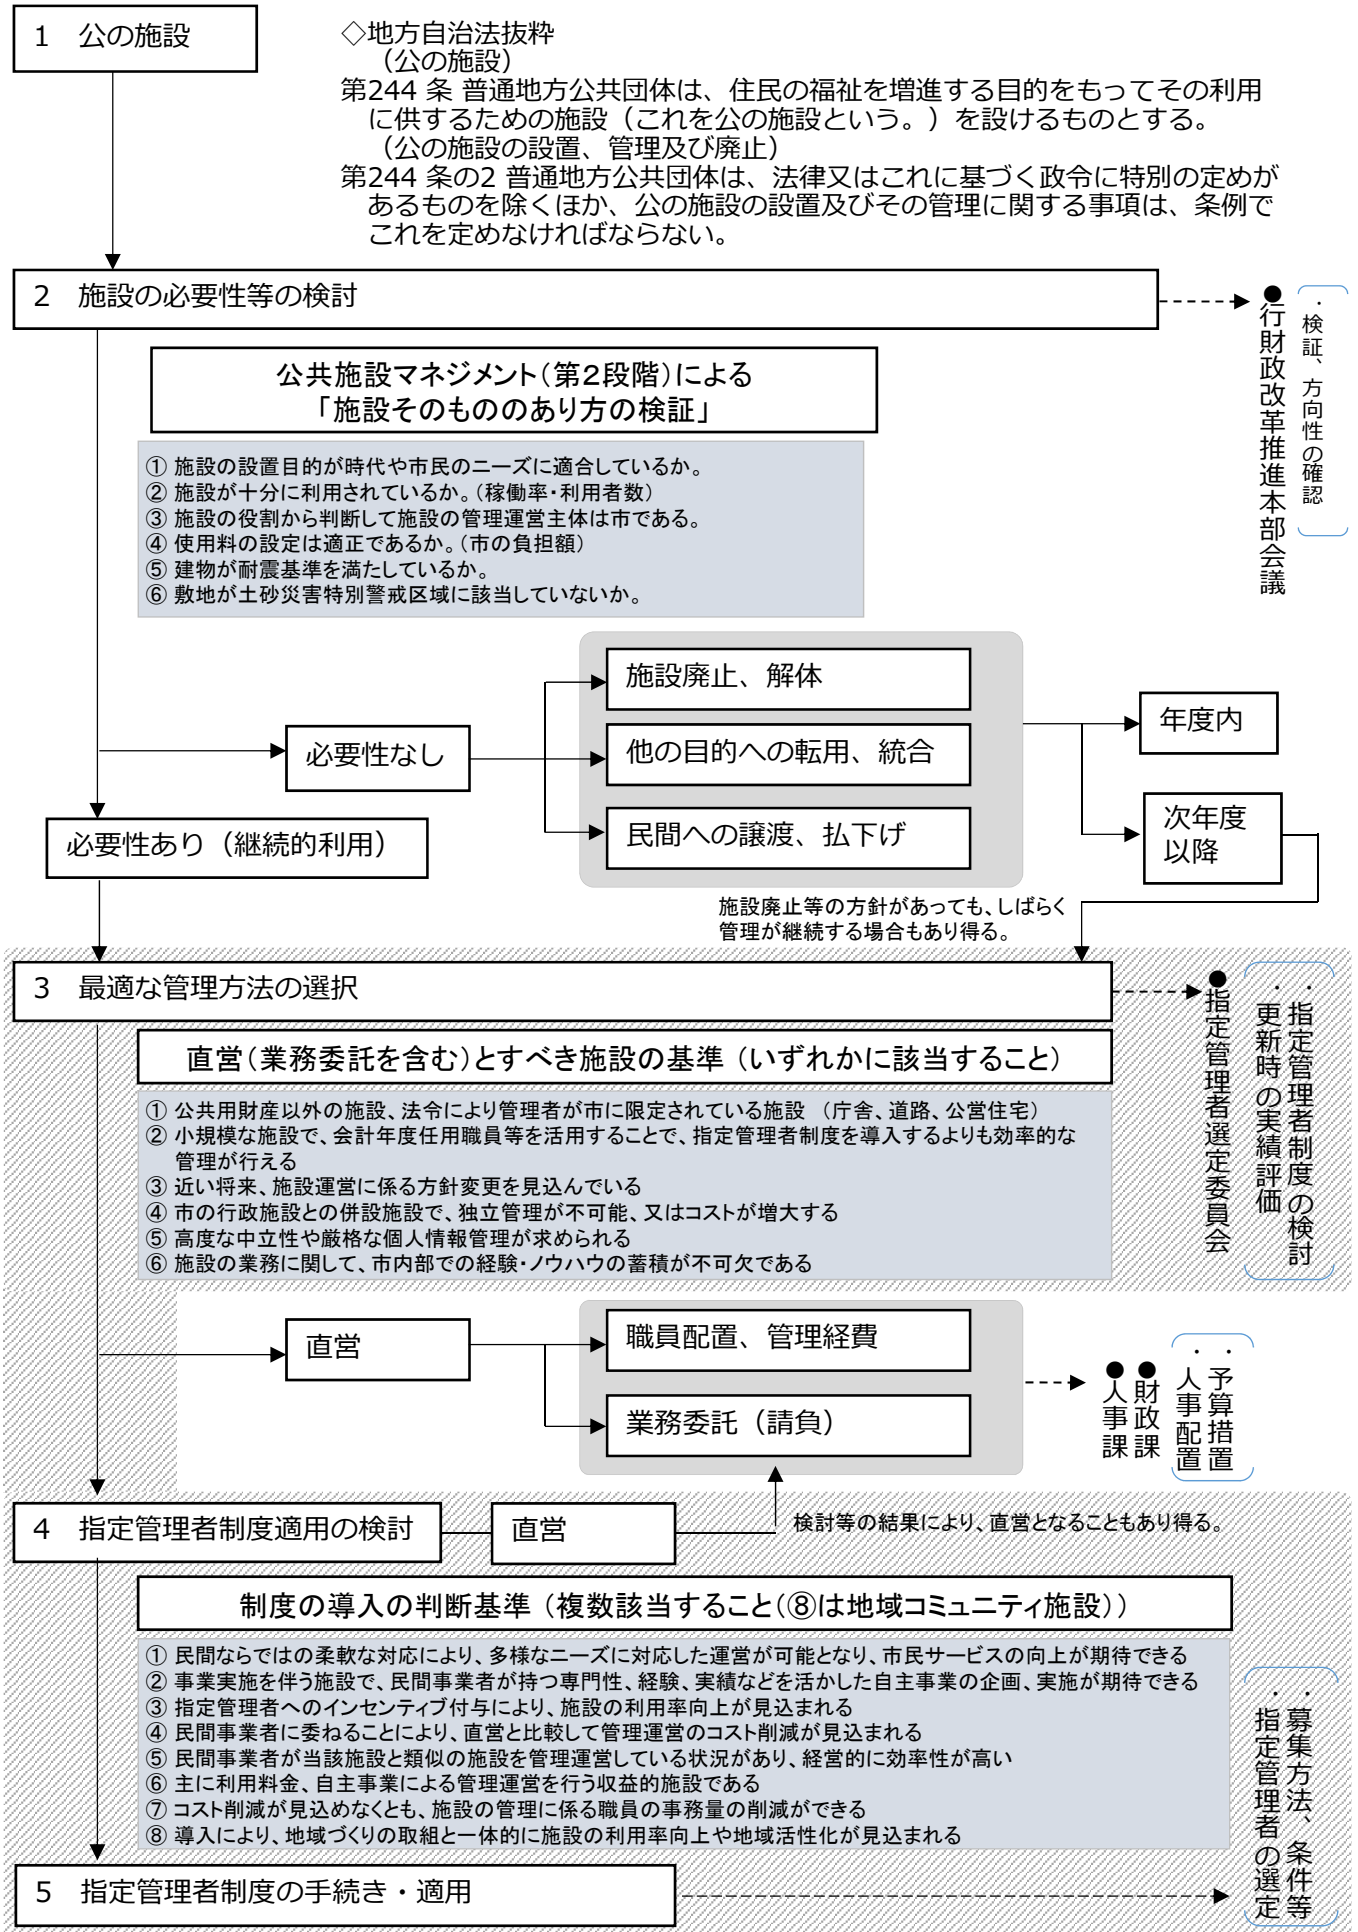 1 公の施設
◇地方自治法抜粋
（公の施設）
第244 条 普通地方公共団体は、住民の福祉を増進する目的をもってその利用
に供するための施設（これを公の施設という。）を設けるものとする。
（公の施設の設置、管理及び廃止）
第244 条の2 普通地方公共団体は、法律又はこれに基づく政令に特別の定めが
あるものを除くほか、公の施設の設置及びその管理に関する事項は、条例で
これを定めなければならない。
2 施設の必要性等の検討
●行財政改革推進本部会議
・検証、方向性の確認
公共施設マネジメント（第２段階）による
「施設そのもののあり方の検証」
① 施設の設置目的が時代や市民のニーズに適合しているか。
② 施設が十分に利用されているか。（稼働率・利用者数）
③ 施設の役割から判断して施設の管理運営主体は市である。
④ 使用料の設定は適正であるか。（市の負担額）
⑤ 建物が耐震基準を満たしているか。
⑥ 敷地が土砂災害特別警戒区域に該当していないか。
必要性なし
施設廃止、解体
他の目的への転用、統合
民間への譲渡、払下げ
年度内
次年度
以降
必要性あり（継続的利用）
施設廃止等の方針があっても、しばらく
管理が継続する場合もあり得る。
3 最適な管理方法の選択
●指定管理者選定委員会
・指定管理者制度の検討
・更新時の実績評価
直営（業務委託を含む）とすべき施設の基準 （いずれかに該当すること）
① 公共用財産以外の施設、法令により管理者が市に限定されている施設 （庁舎、道路、公営住宅）
② 小規模な施設で、会計年度任用職員等を活用することで、指定管理者制度を導入するよりも効率的な
管理が行える
③ 近い将来、施設運営に係る方針変更を見込んでいる
④ 市の行政施設との併設施設で、独立管理が不可能、又はコストが増大する
⑤ 高度な中立性や厳格な個人情報管理が求められる
⑥ 施設の業務に関して、市内部での経験・ノウハウの蓄積が不可欠である
直営
職員配置、管理経費
業務委託（請負）
●財政課
●人事課
・予算措置
・人事配置
4 指定管理者制度適用の検討
直営
検討等の結果により、直営となることもあり得る。
制度の導入の判断基準 （複数該当すること（⑧は地域コミュニティ施設））
① 民間ならではの柔軟な対応により、多様なニーズに対応した運営が可能となり、市民サービスの向上が期待できる
② 事業実施を伴う施設で、民間事業者が持つ専門性、経験、実績などを活かした自主事業の企画、実施が期待できる
③ 指定管理者へのインセンティブ付与により、施設の利用率向上が見込まれる
④ 民間事業者に委ねることにより、直営と比較して管理運営のコスト削減が見込まれる
⑤ 民間事業者が当該施設と類似の施設を管理運営している状況があり、経営的に効率性が高い
⑥ 主に利用料金、自主事業による管理運営を行う収益的施設である
⑦ コスト削減が見込めなくとも、施設の管理に係る職員の事務量の削減ができる
⑧ 導入により、地域づくりの取組と一体的に施設の利用率向上や地域活性化が見込まれる
・募集方法、条件等
・指定管理者の選定
5 指定管理者制度の手続き・適用